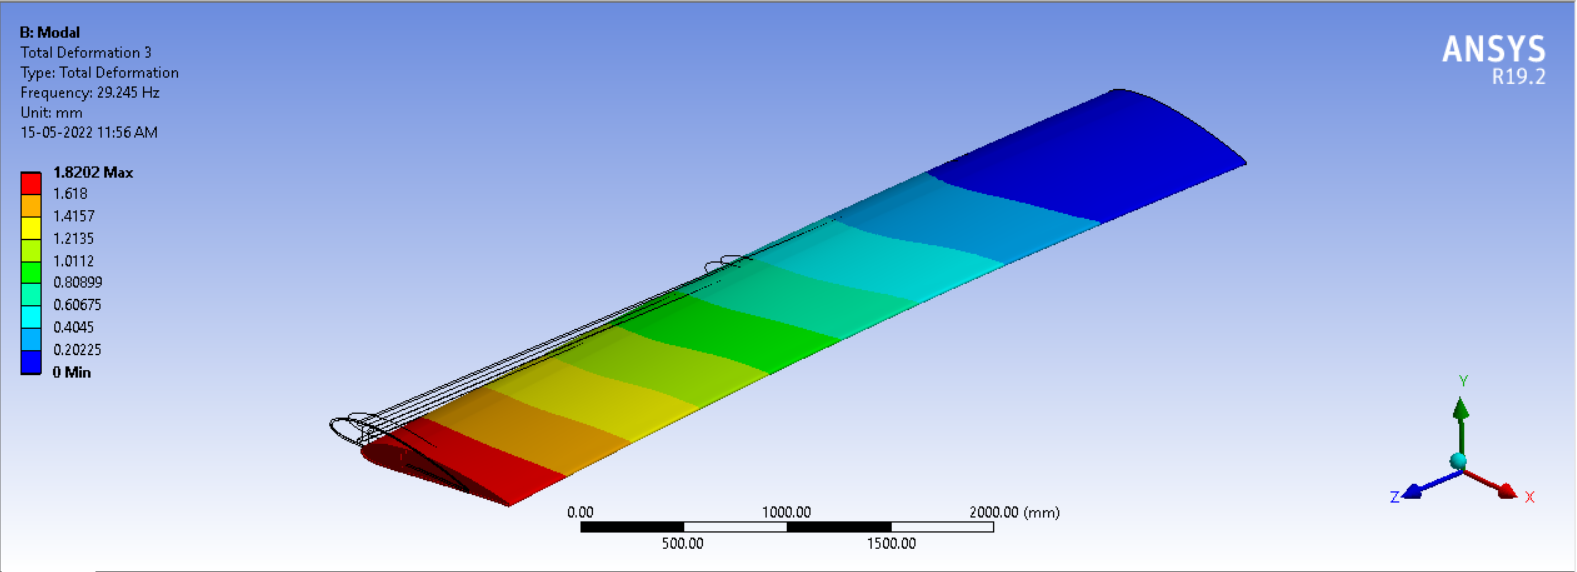 B: Modal
Total Deformation 3
Type: Total Deformation
Frequency: 29.245 Hz
Unit: mm
15-05-2022 11:56 AM
ANSYS
R19.2
1.8202 Max
1.618
1.4157
1.2135
1.0112
0.80899
0.60675
0.4045
0.20225
0 Min
0.00
1000.00
2000.00 (mm)
500.00
1500.00
Y
Z
X